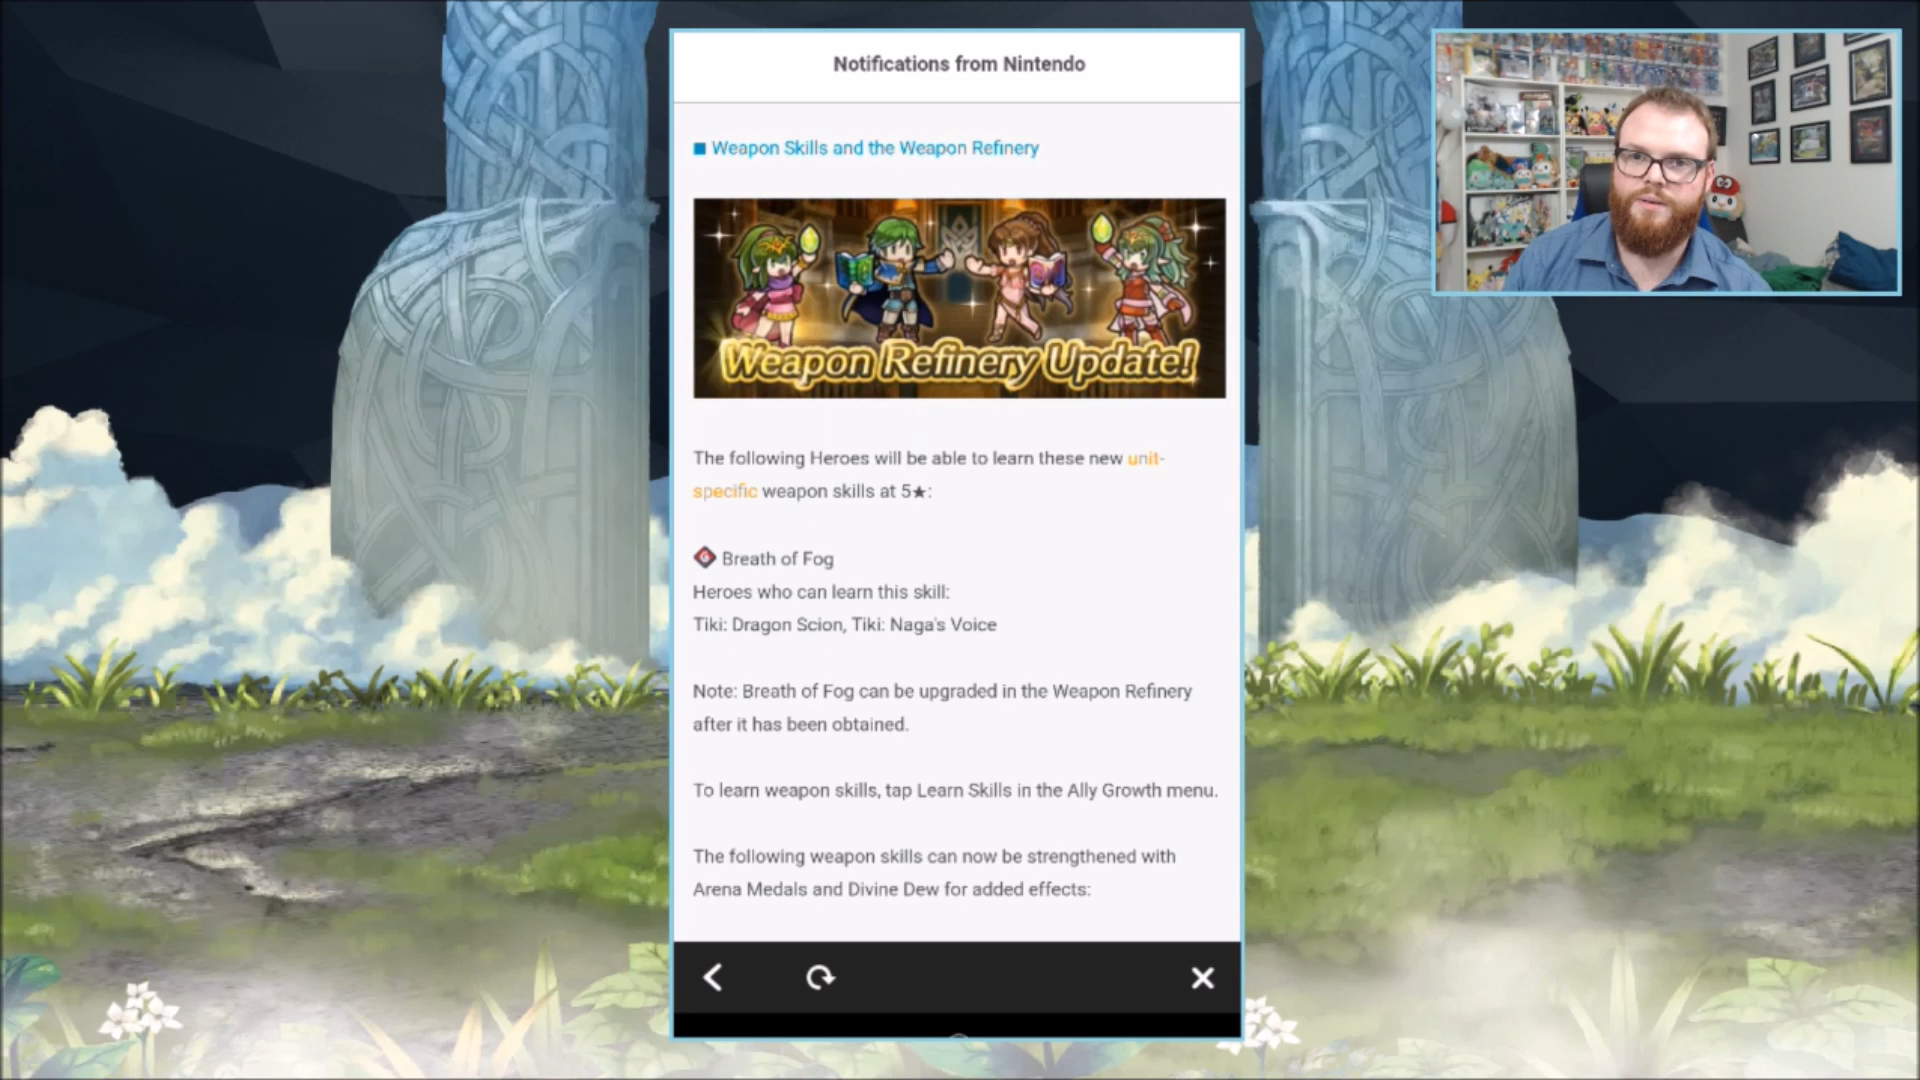 Notifications from Nintendo
Weapon Skills and the Weapon Refinery
Weapon Refinery Update!
The following Heroes will be able to learn these new unit-
specific weapon skills at 5★:
Breath of Fog
Heroes who can learn this skill:
Tiki: Dragon Scion, Tiki: Naga's Voice
Note: Breath of Fog can be upgraded in the Weapon Refinery
after it has been obtained.
To learn weapon skills, tap Learn Skills in the Ally Growth menu.
The following weapon skills can now be strengthened with
Arena Medals and Divine Dew for added effects: